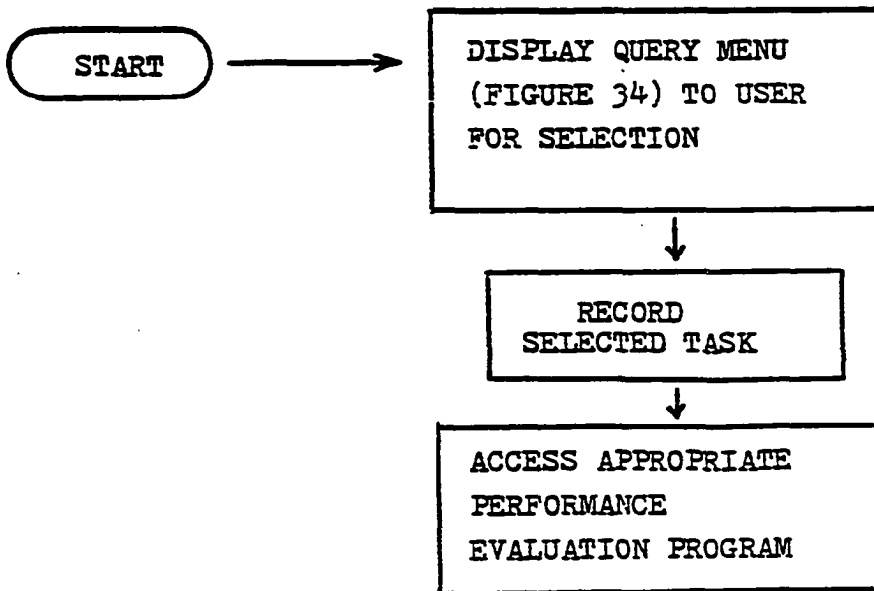 START
DISPLAY QUERY MENU
(FIGURE 34) TO USER
FOR SELECTION
RECORD
SELECTED TASK
ACCESS APPROPRIATE
PERFORMANCE
EVALUATION PROGRAM